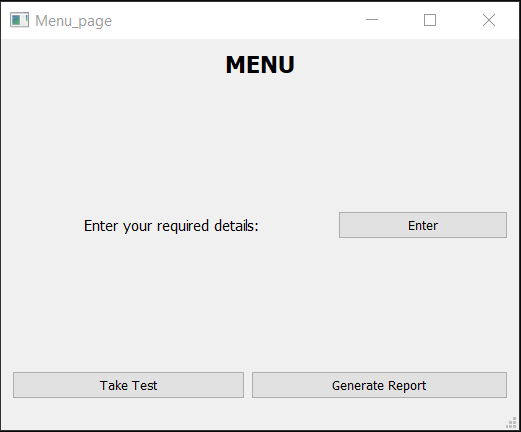 Menu_page
MENU
Enter your required details: Enter
Take Test Generate Report